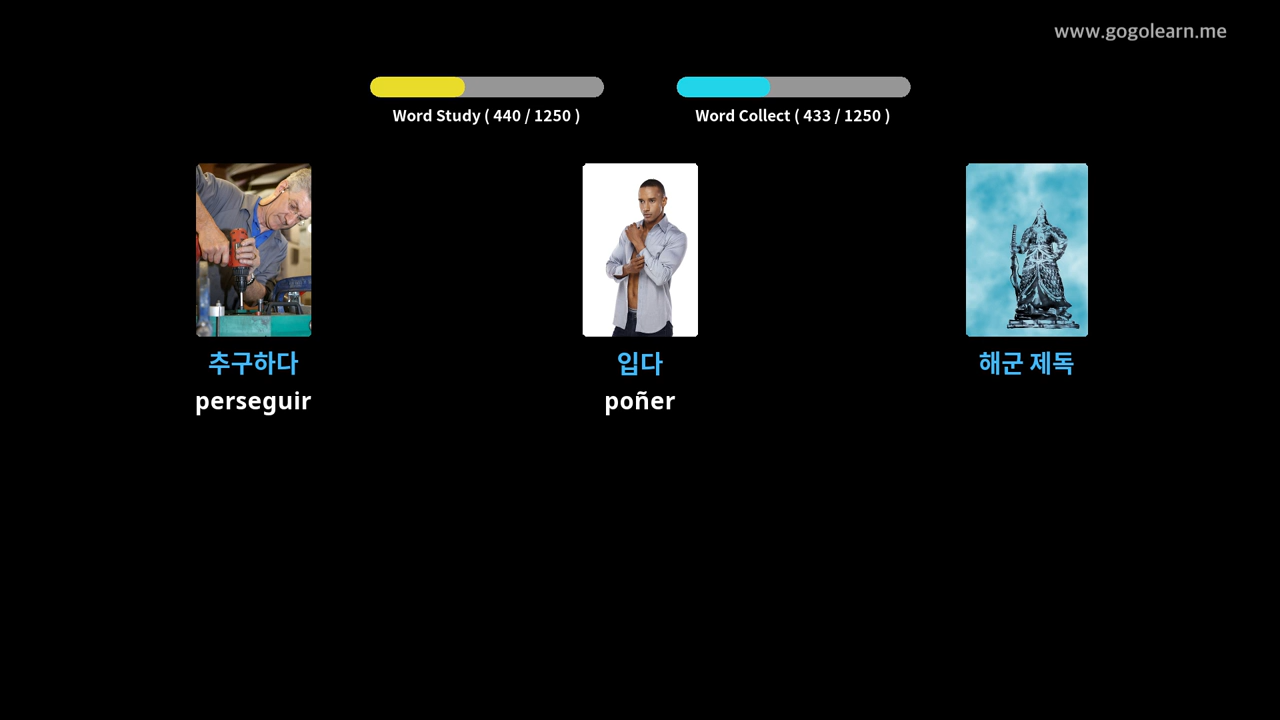 www.gogolearn.me
Word Study ( 440 / 1250 )
Word Collect ( 433 / 1250 )
추구하다
입다
해군 제독
perseguir
poñer